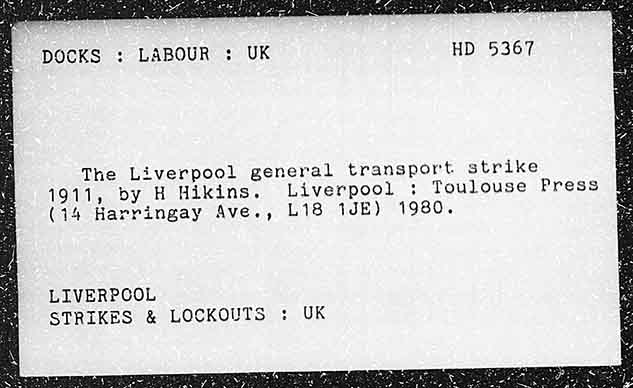 DOCKS : LABOUR : UK HD 5367
The Liverpool general transport strike
1911, by H Hikins. Liverpool : Toulouse Press
(14 Harringay Ave., L18 1JE) 1980.
LIVERPOOL
STRIKES & LOCKOUTS : UK